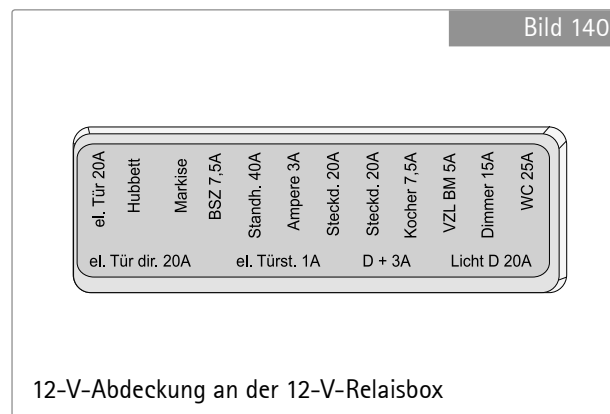 Bild 140
el. Tür 20A
Hubbett
Markise
BSZ 7,5A
Standh. 40A
Ampere 3A
Steckd. 20A
Steckd. 20A
Kocher 7,5A
VZL BM 5A
Dimmer 15A
WC 25A
el. Tür dir. 20A el. Türst. 1A D + 3A Licht D 20A
12-V-Abdeckung an der 12-V-Relaisbox